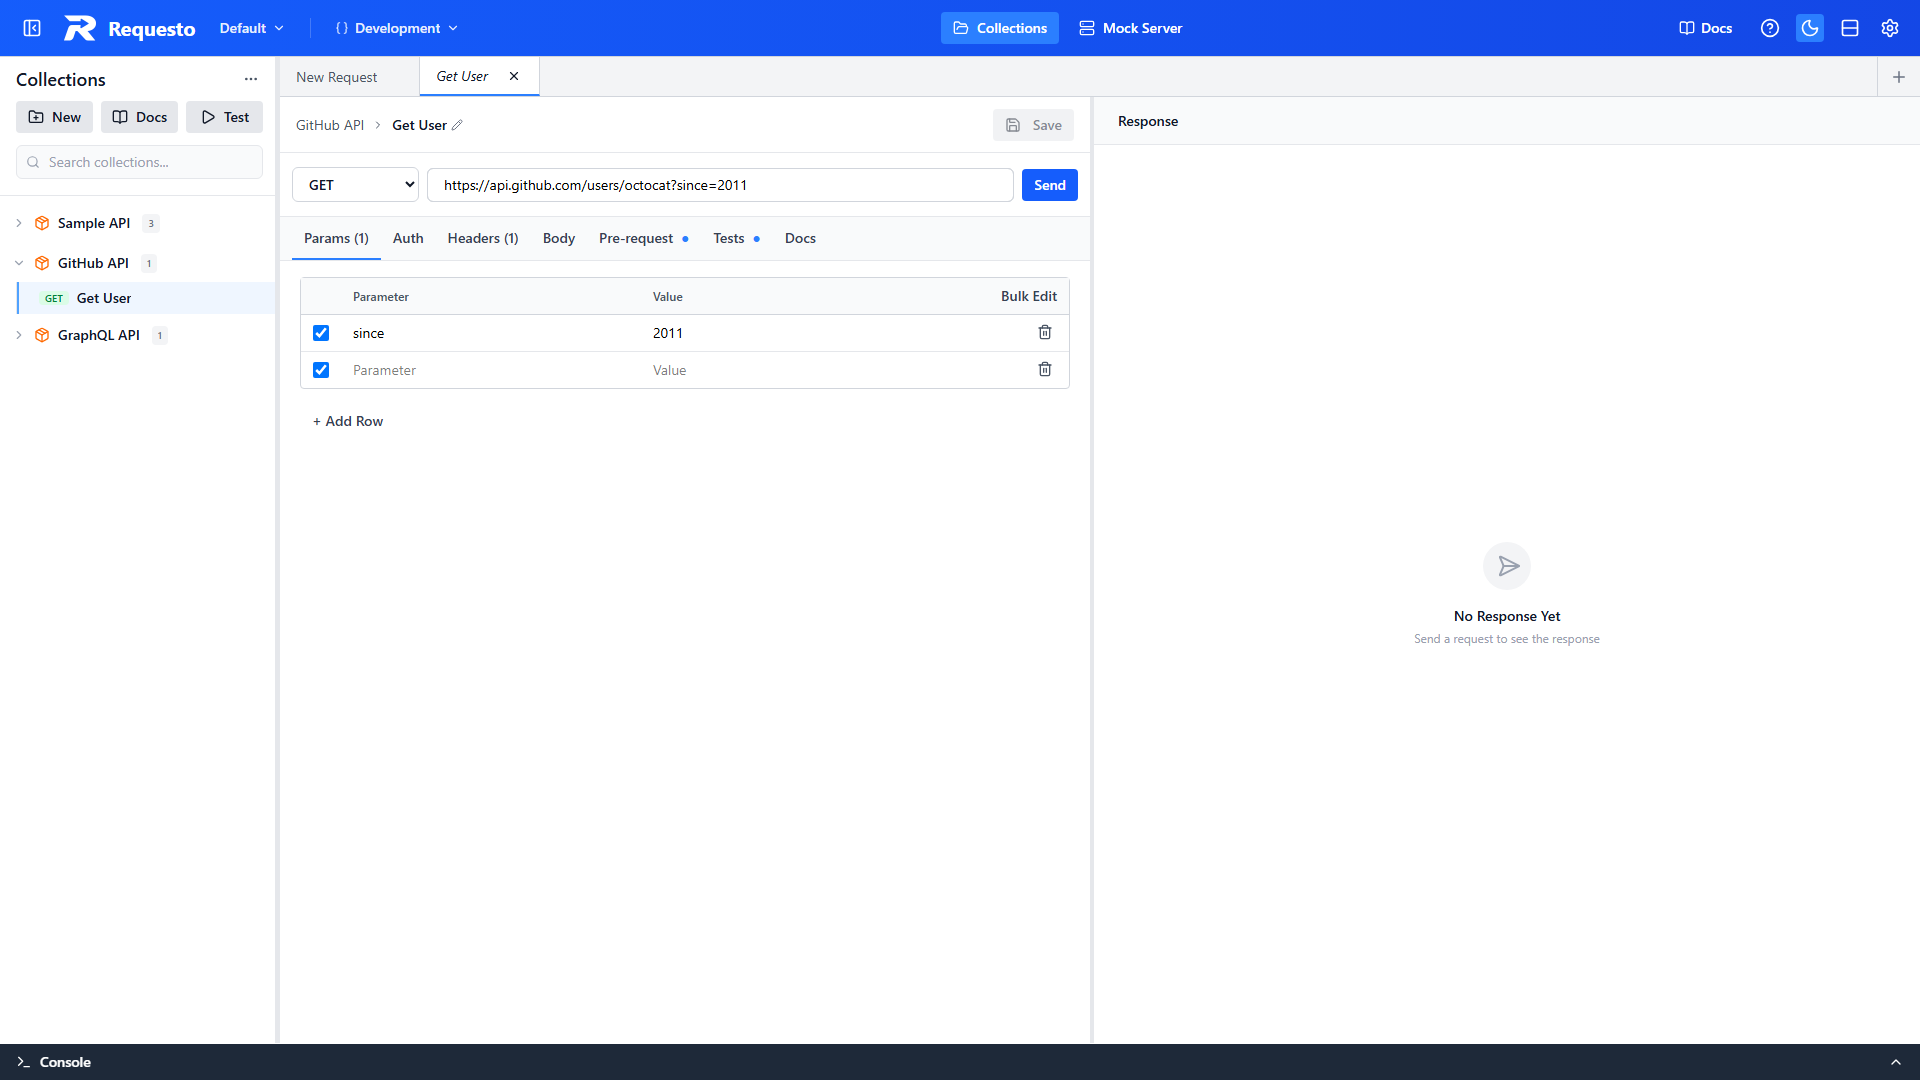 Requesto
Default
{ } Development
Collections
Mock Server
Docs
Collections
New
Docs
Test
Search collections...
Sample API 3
GitHub API 1
GET Get User
GraphQL API 1
New Request
Get User
GitHub API > Get User
Save
GET
https://api.github.com/users/octocat?since=2011
Send
Params (1)
Auth
Headers (1)
Body
Pre-request
Tests
Docs
Parameter Value Bulk Edit
since 2011
Parameter Value
+ Add Row
Response
No Response Yet
Send a request to see the response
Console